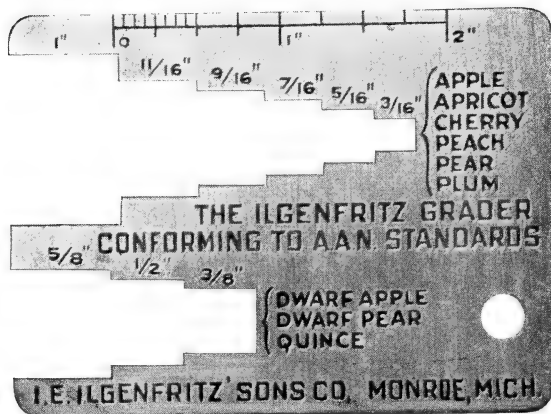 1" 0 1" 2"
11/16" 9/16" 7/16" 5/16" 3/16"
APPLE
APRICOT
CHERRY
PEACH
PEAR
PLUM
THE ILGENFRITZ GRADER
CONFORMING TO A.A.N STANDARDS
5/8" 1/2" 3/8"
DWARF APPLE
DWARF PEAR
QUINCE
I.E. ILGENFRITZ' SONS CO, MONROE, MICH.